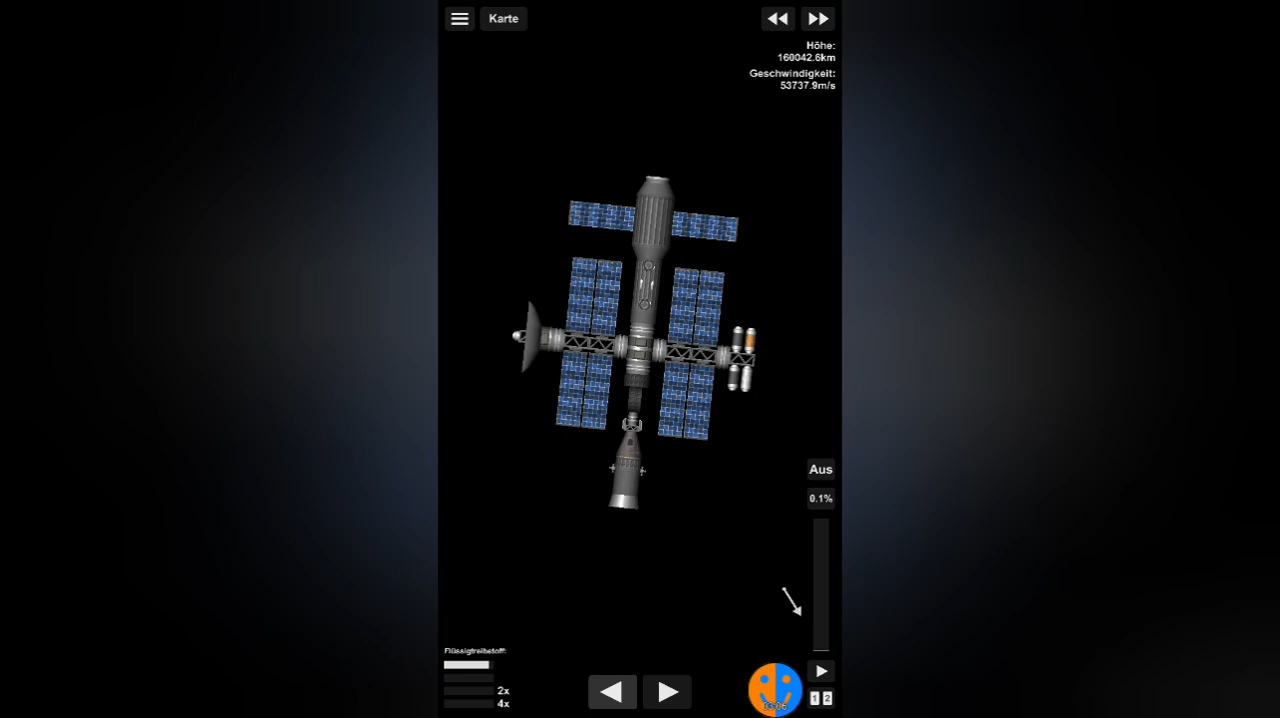 Karte
Höhe:
160042.6km
Geschwindigkeit:
53737.9m/s
Aus
0.1%
Flüssigtreibstoff:
2x
4x
1 2